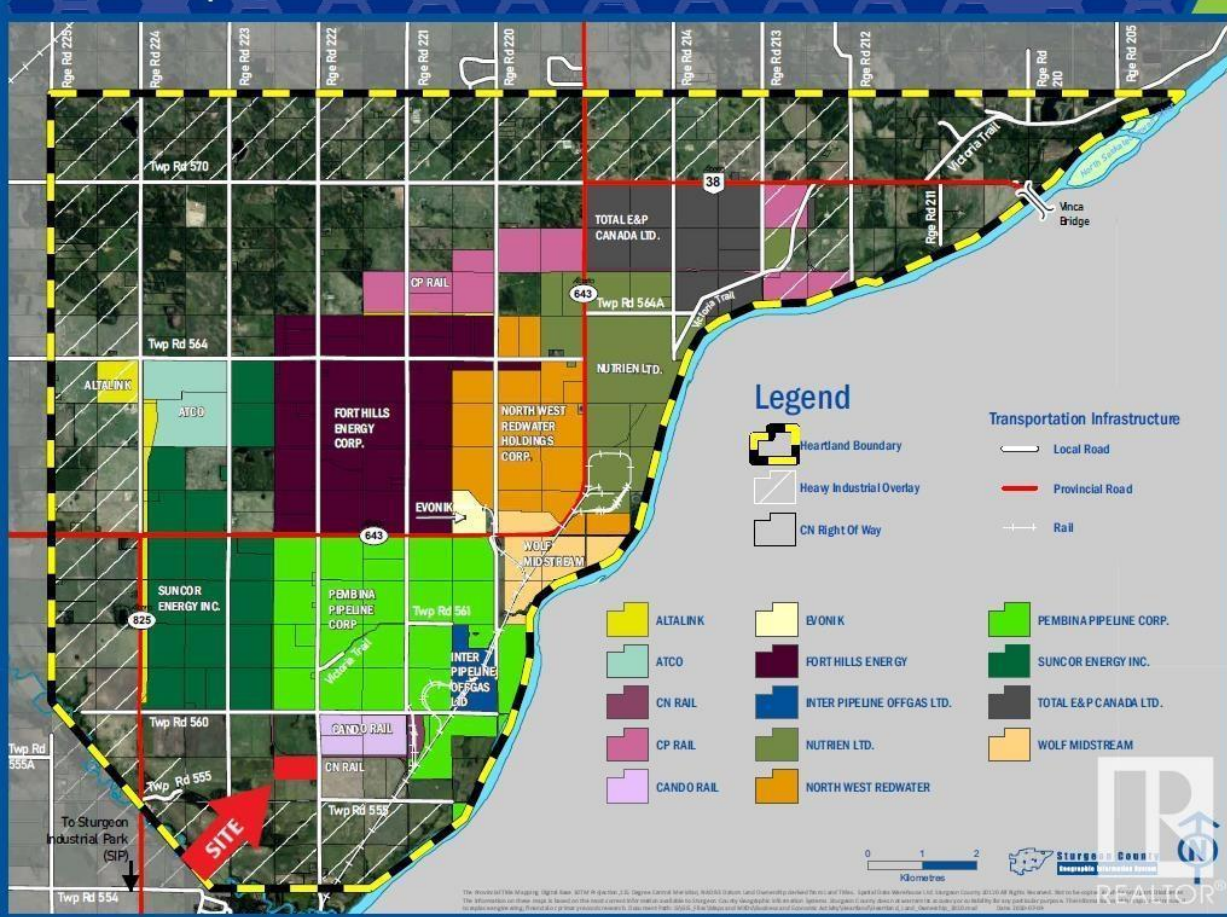 Rge Rd 225
Rge Rd 224
Rge Rd 223
Rge Rd 222
Rge Rd 221
Rge Rd 220
Rge Rd 214
Rge Rd 213
Rge Rd 212
Rge Rd
210
Rge Rd 205
Twp Rd 570
38
Victoria Trail
Vinca
Bridge
Rge Rd 211
TOTAL E&P
CANADA LTD.
CP RAIL
643
Twp Rd 564A
Victoria Trail
Twp Rd 564
NUTRIEN LTD.
ALTALINK
ATCO
FORT HILLS
ENERGY
CORP.
NORTH WEST
REDWATER
HOLDINGS
CORP.
EVONIK
643
WOLF
MIDSTREAM
SUNCOR
ENERGY INC.
PEMBINA
PIPELINE
CORP
Twp Rd 561
825
Victoria Trail
INTER
PIPELINE
OFFGAS
LTD
Twp Rd 560
CANDO RAIL
CN RAIL
Twp Rd
555A
Twp Rd 555
Twp Rd 555
SITE
To Sturgeon
Industrial Park
(SIP)
Twp Rd 554
Legend
Heartland Boundary
Heavy Industrial Overlay
CN Right Of Way
Transportation Infrastructure
Local Road
Provincial Road
Rail
ALTALINK
ATCO
CN RAIL
CP RAIL
CANDO RAIL
EVONIK
FORT HILLS ENERGY
INTER PIPELINE OFFGAS LTD.
NUTRIEN LTD.
NORTH WEST REDWATER
PEMBINA PIPELINE CORP.
SUNCOR ENERGY INC.
TOTAL E&P CANADA LTD.
WOLF MIDSTREAM
0 1 2
Kilometres
Sturgeon County
Geographic Information System
N
REALTOR®